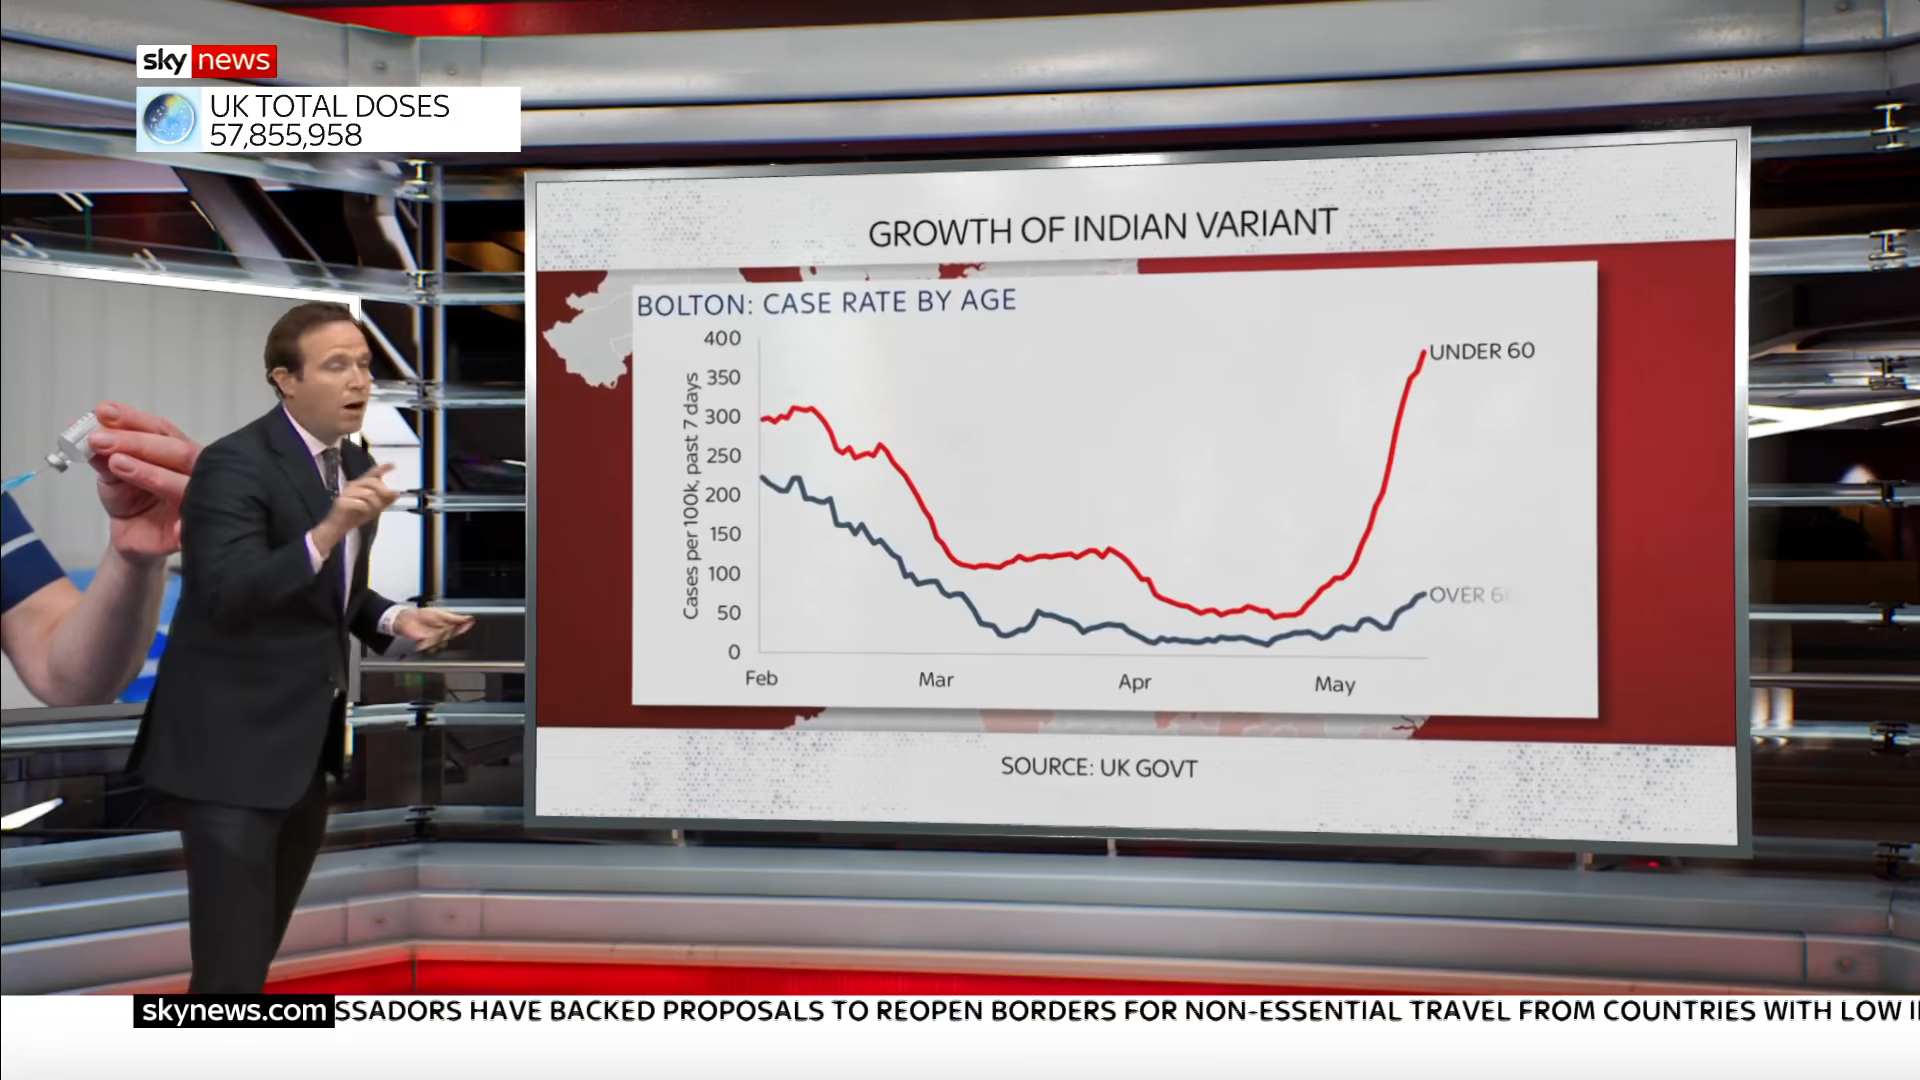 sky news
UK TOTAL DOSES
57,855,958
GROWTH OF INDIAN VARIANT
BOLTON: CASE RATE BY AGE
Cases per 100k, past 7 days
400
350
300
250
200
150
100
50
0
Feb Mar Apr May
UNDER 60
OVER 6
SOURCE: UK GOVT
skynews.com SSADORS HAVE BACKED PROPOSALS TO REOPEN BORDERS FOR NON-ESSENTIAL TRAVEL FROM COUNTRIES WITH LOW